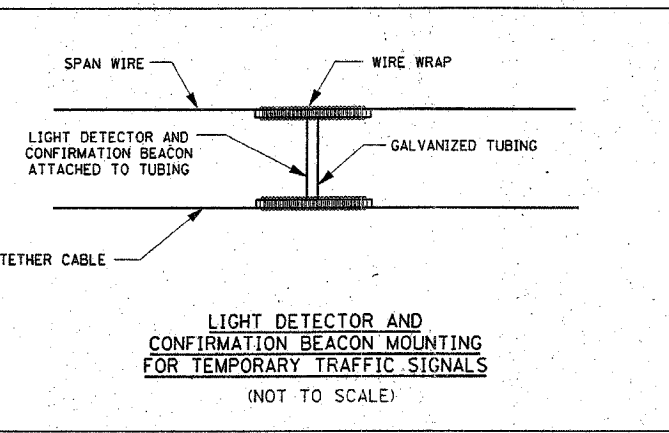 SPAN WIRE
WIRE WRAP
LIGHT DETECTOR AND
CONFIRMATION BEACON
ATTACHED TO TUBING
GALVANIZED TUBING
TETHER CABLE
LIGHT DETECTOR AND
CONFIRMATION BEACON MOUNTING
FOR TEMPORARY TRAFFIC SIGNALS
(NOT TO SCALE)